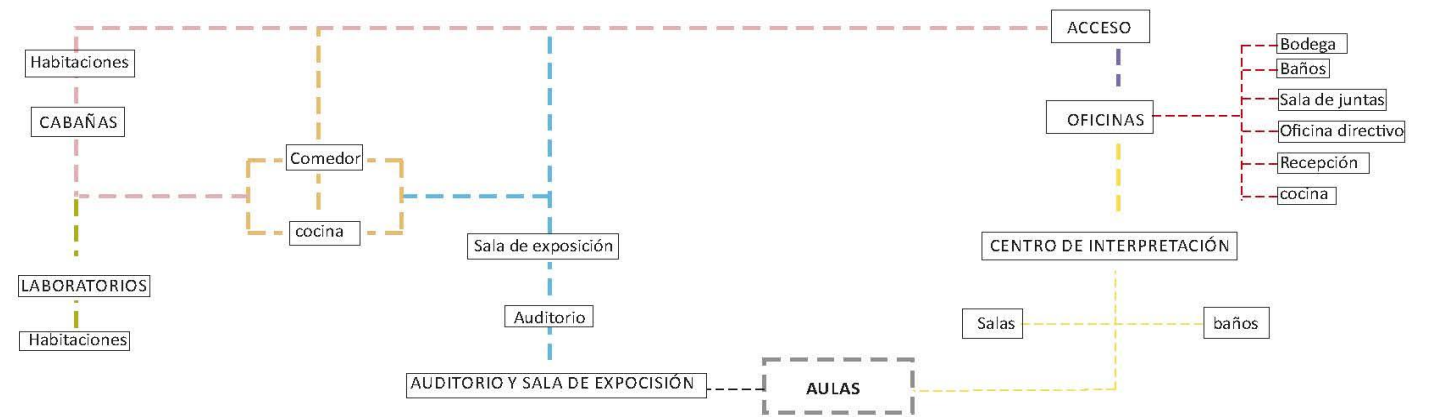 ACCESO
Habitaciones
CABAÑAS
Comedor
cocina
LABORATORIOS
Habitaciones
Sala de exposición
Auditorio
AUDITORIO Y SALA DE EXPOCISIÓN
AULAS
OFICINAS
Bodega
Baños
Sala de juntas
Oficina directivo
Recepción
cocina
CENTRO DE INTERPRETACIÓN
Salas
baños